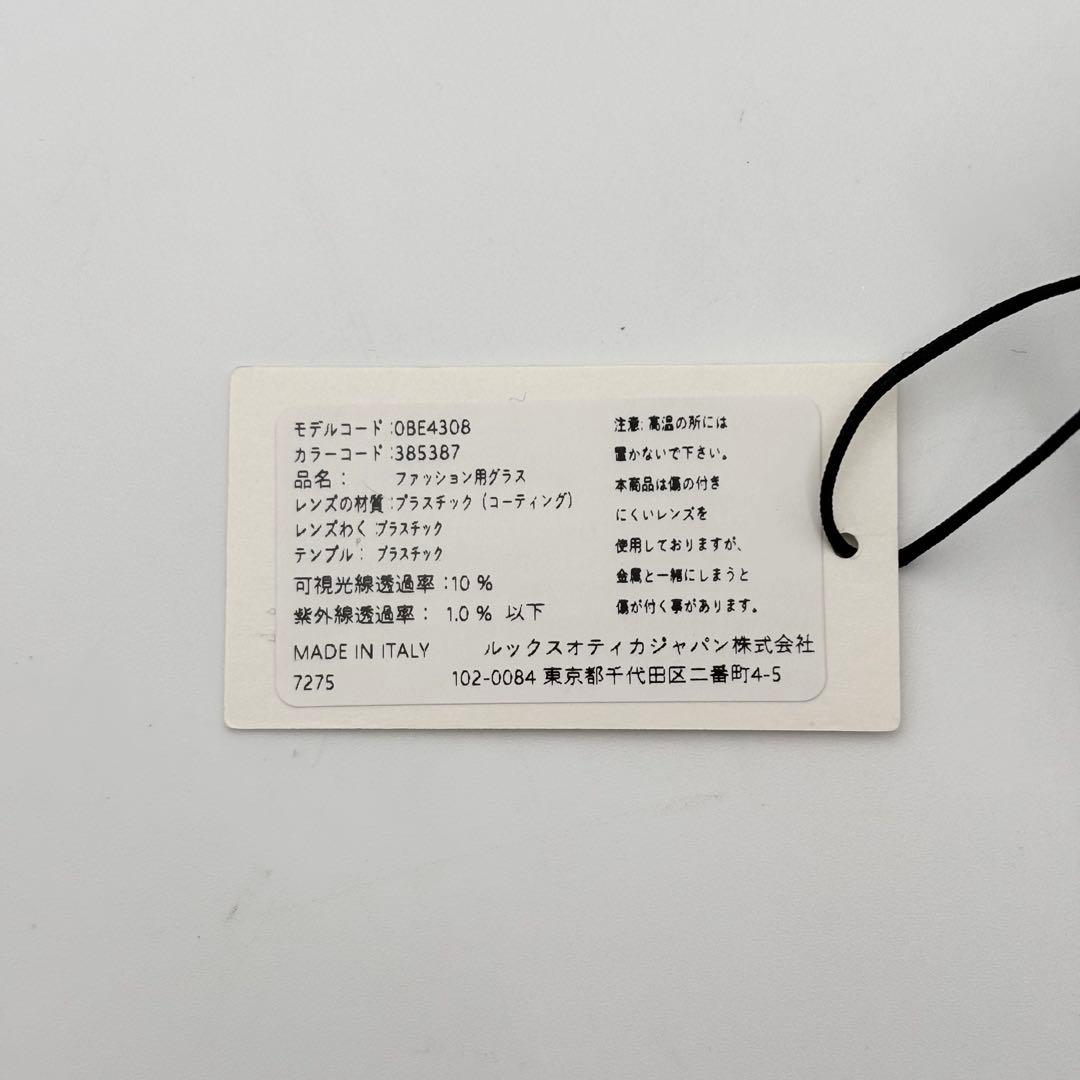 モデルコード :0BE4308
カラーコード :385387
品名 : ファッション用グラス
レンズの材質 :プラスチック (コーティング)
レンズわく :プラスチック
テンプル : プラスチック
可視光線透過率 :10 %
紫外線透過率 : 1.0 % 以下
MADE IN ITALY
7275
注意: 高温の所には
置かないで下さい。
本商品は傷の付き
にくいレンズを
使用しておりますが、
金属と一緒にしまうと
傷が付く事があります。
ルックスオティカジャパン株式会社
102-0084 東京都千代田区二番町4-5